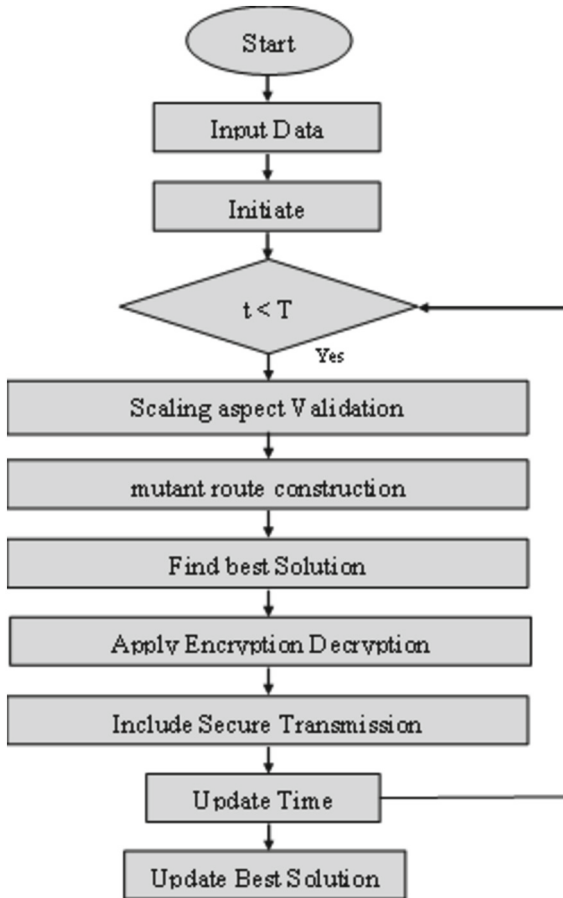 Start
Input Data
Initiate
t < T
Yes
Scaling aspect Validation
mutant route construction
Find best Solution
Apply Encryption Decryption
Include Secure Transmission
Update Time
Update Best Solution